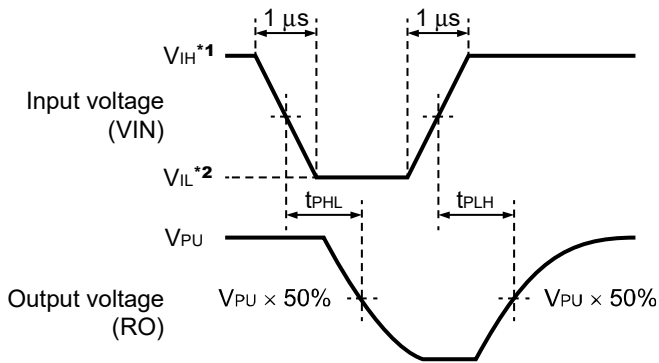 1 μs 1 μs
VIH*1
Input voltage
(VIN)
VIL*2
tPHL tPLH
VPU
Output voltage
(RO)
VPU × 50% VPU × 50%